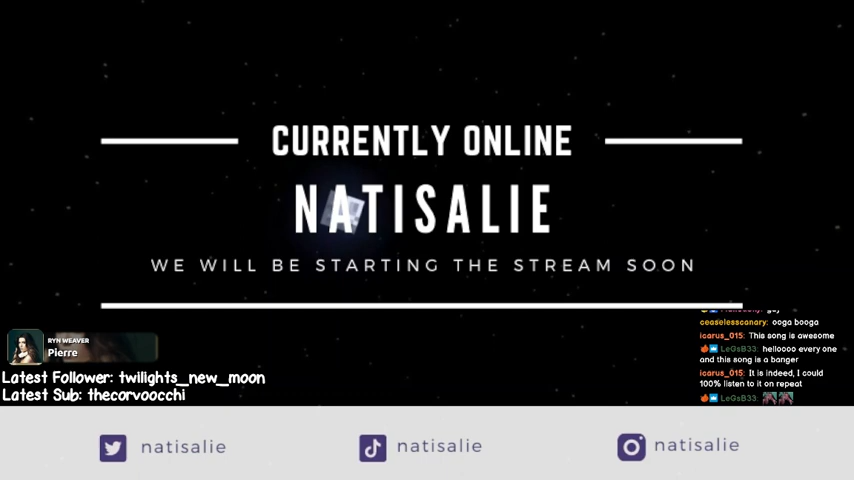 CURRENTLY ONLINE
NATISALIE
WE WILL BE STARTING THE STREAM SOON
RYN WEAVER
Pierre
Latest Follower: twilights_new_moon
Latest Sub: thecorvoocchi
ceaselesscanary: ooga booga
icarus_015: This song is awesome
LeGsB33: helloooo every one
and this song is a banger
icarus_015: It is indeed, I could
100% listen to it on repeat
LeGsB33:
natisalie
natisalie
natisalie